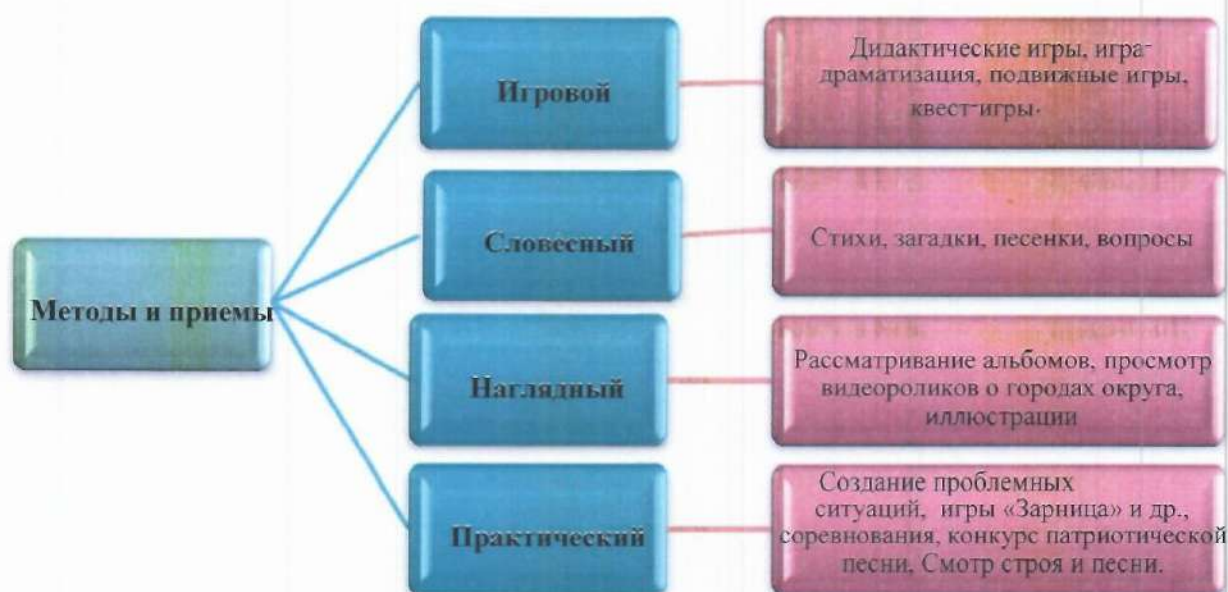 Методы и приемы
Игровой
Дидактические игры, игра-
драматизация, подвижные игры,
квест-игры.
Словесный
Стихи, загадки, песенки, вопросы
Наглядный
Рассматривание альбомов, просмотр
видеороликов о городах округа,
иллюстрации
Практический
Создание проблемных
ситуаций, игры «Зарница» и др.,
соревнования, конкурс патриотической
песни, Смотр строя и песни.